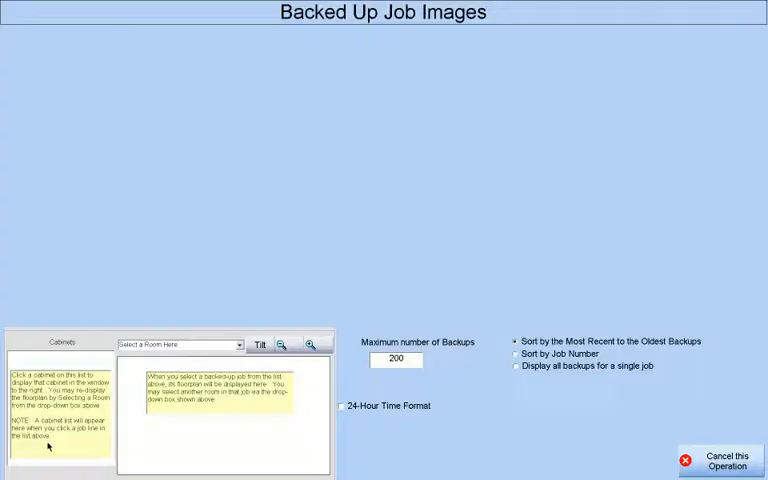 Backed Up Job Images
Cabinets
Click a cabinet on this list to
display that cabinet in the window
to the right. You may re-display
the floorplan by Selecting a Room
from the drop-down box above
NOTE A cabinet list will appear
here when you click a job line in
the list above
Select a Room Here
Tilt
When you select a backed-up job from the list
above, its floorplan will be displayed here. You
may select another room in that job via the drop-
down box shown above
Maximum number of Backups
200
24-Hour Time Format
Sort by the Most Recent to the Oldest Backups
Sort by Job Number
Display all backups for a single job
Cancel this
Operation